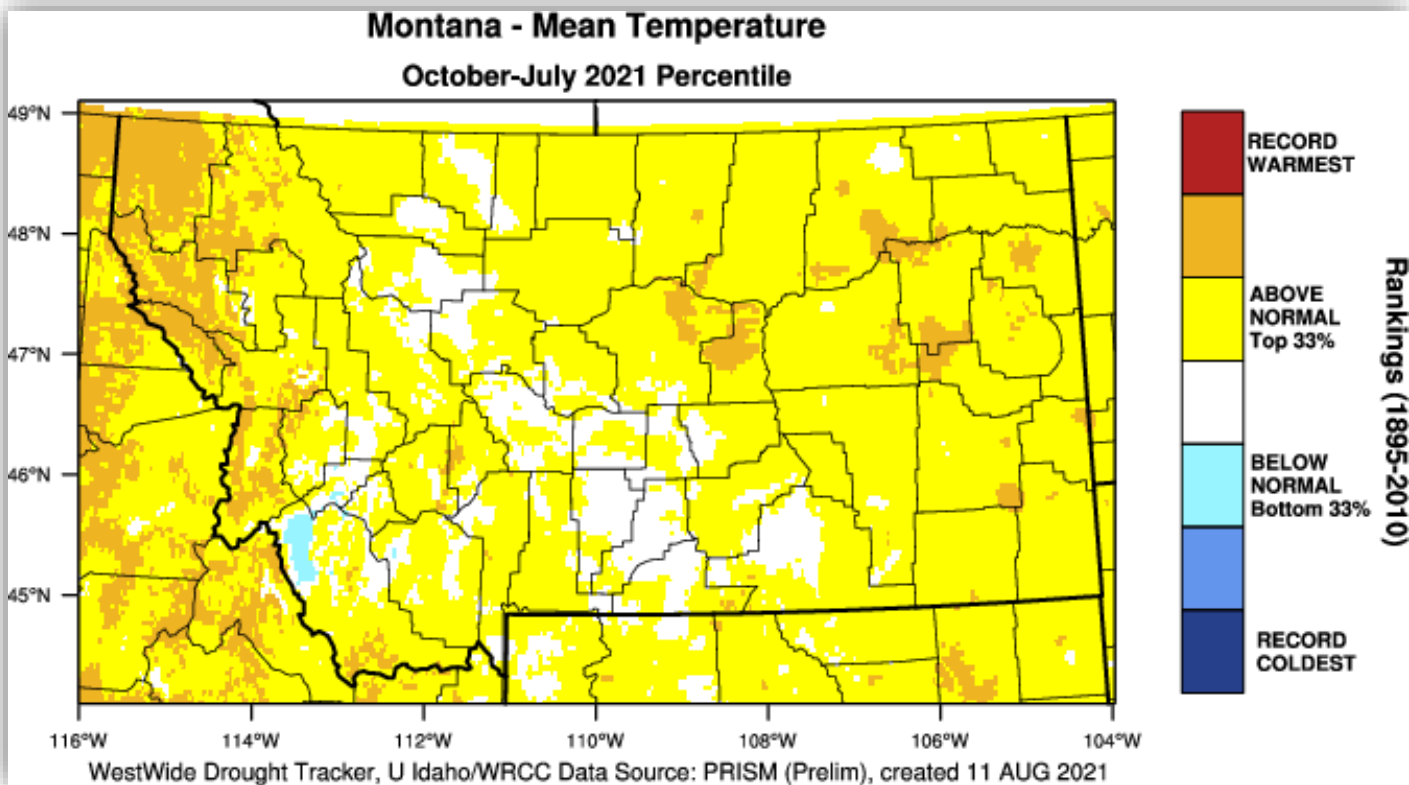 Montana - Mean Temperature
October-July 2021 Percentile
49°N
48°N
47°N
46°N
45°N
116°W
114°W
112°W
110°W
108°W
106°W
104°W
RECORD
WARMEST
ABOVE
NORMAL
Top 33%
BELOW
NORMAL
Bottom 33%
RECORD
COLDEST
Rankings (1895-2010)
WestWide Drought Tracker, U Idaho/WRCC Data Source: PRISM (Prelim), created 11 AUG 2021